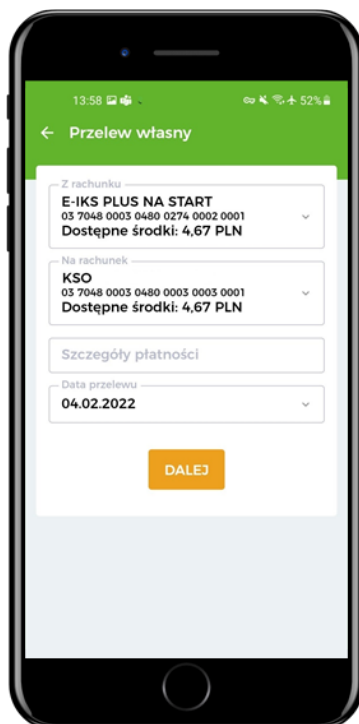 13:58 52%
← Przelew własny
Z rachunku
E-IKS PLUS NA START
03 7048 0003 0480 0274 0002 0001
Dostępne środki: 4,67 PLN
Na rachunek
KSO
03 7048 0003 0480 0003 0003 0001
Dostępne środki: 4,67 PLN
Szczegóły płatności
Data przelewu
04.02.2022
DALEJ